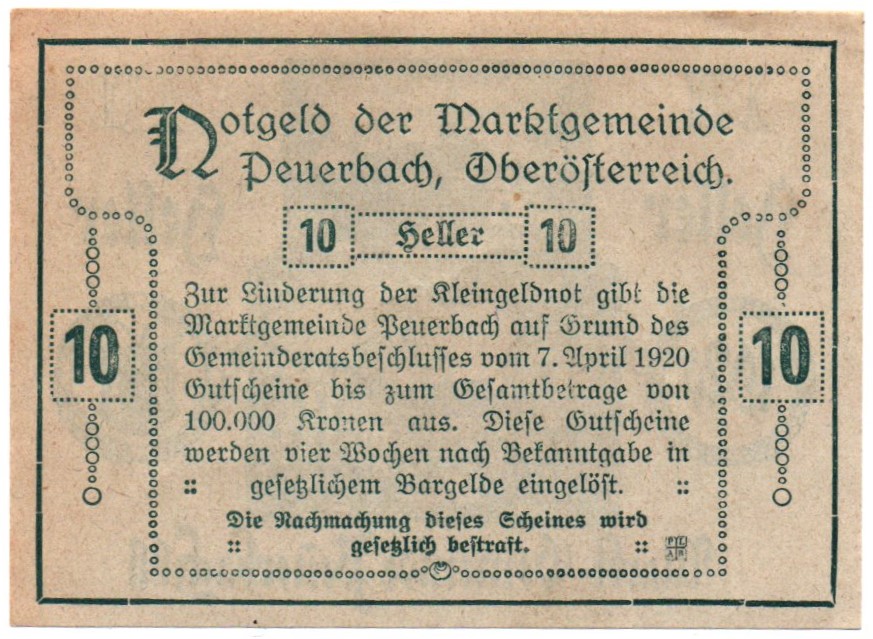 Notgeld der Marktgemeinde
Peuerbach, Oberösterreich.
10 Heller 10
Zur Linderung der Kleingeldnot gibt die
Marktgemeinde Peuerbach auf Grund des
Gemeinderatsbeschlusses vom 7. April 1920
Gutscheine bis zum Gesamtbetrage von
100.000 Kronen aus. Diese Gutscheine
werden vier Wochen nach Bekanntgabe in
:: gesetzlichem Bargelde eingelöst. ::
Die Nachmachung dieses Scheines wird
:: gesetzlich bestraft. ::
10
10